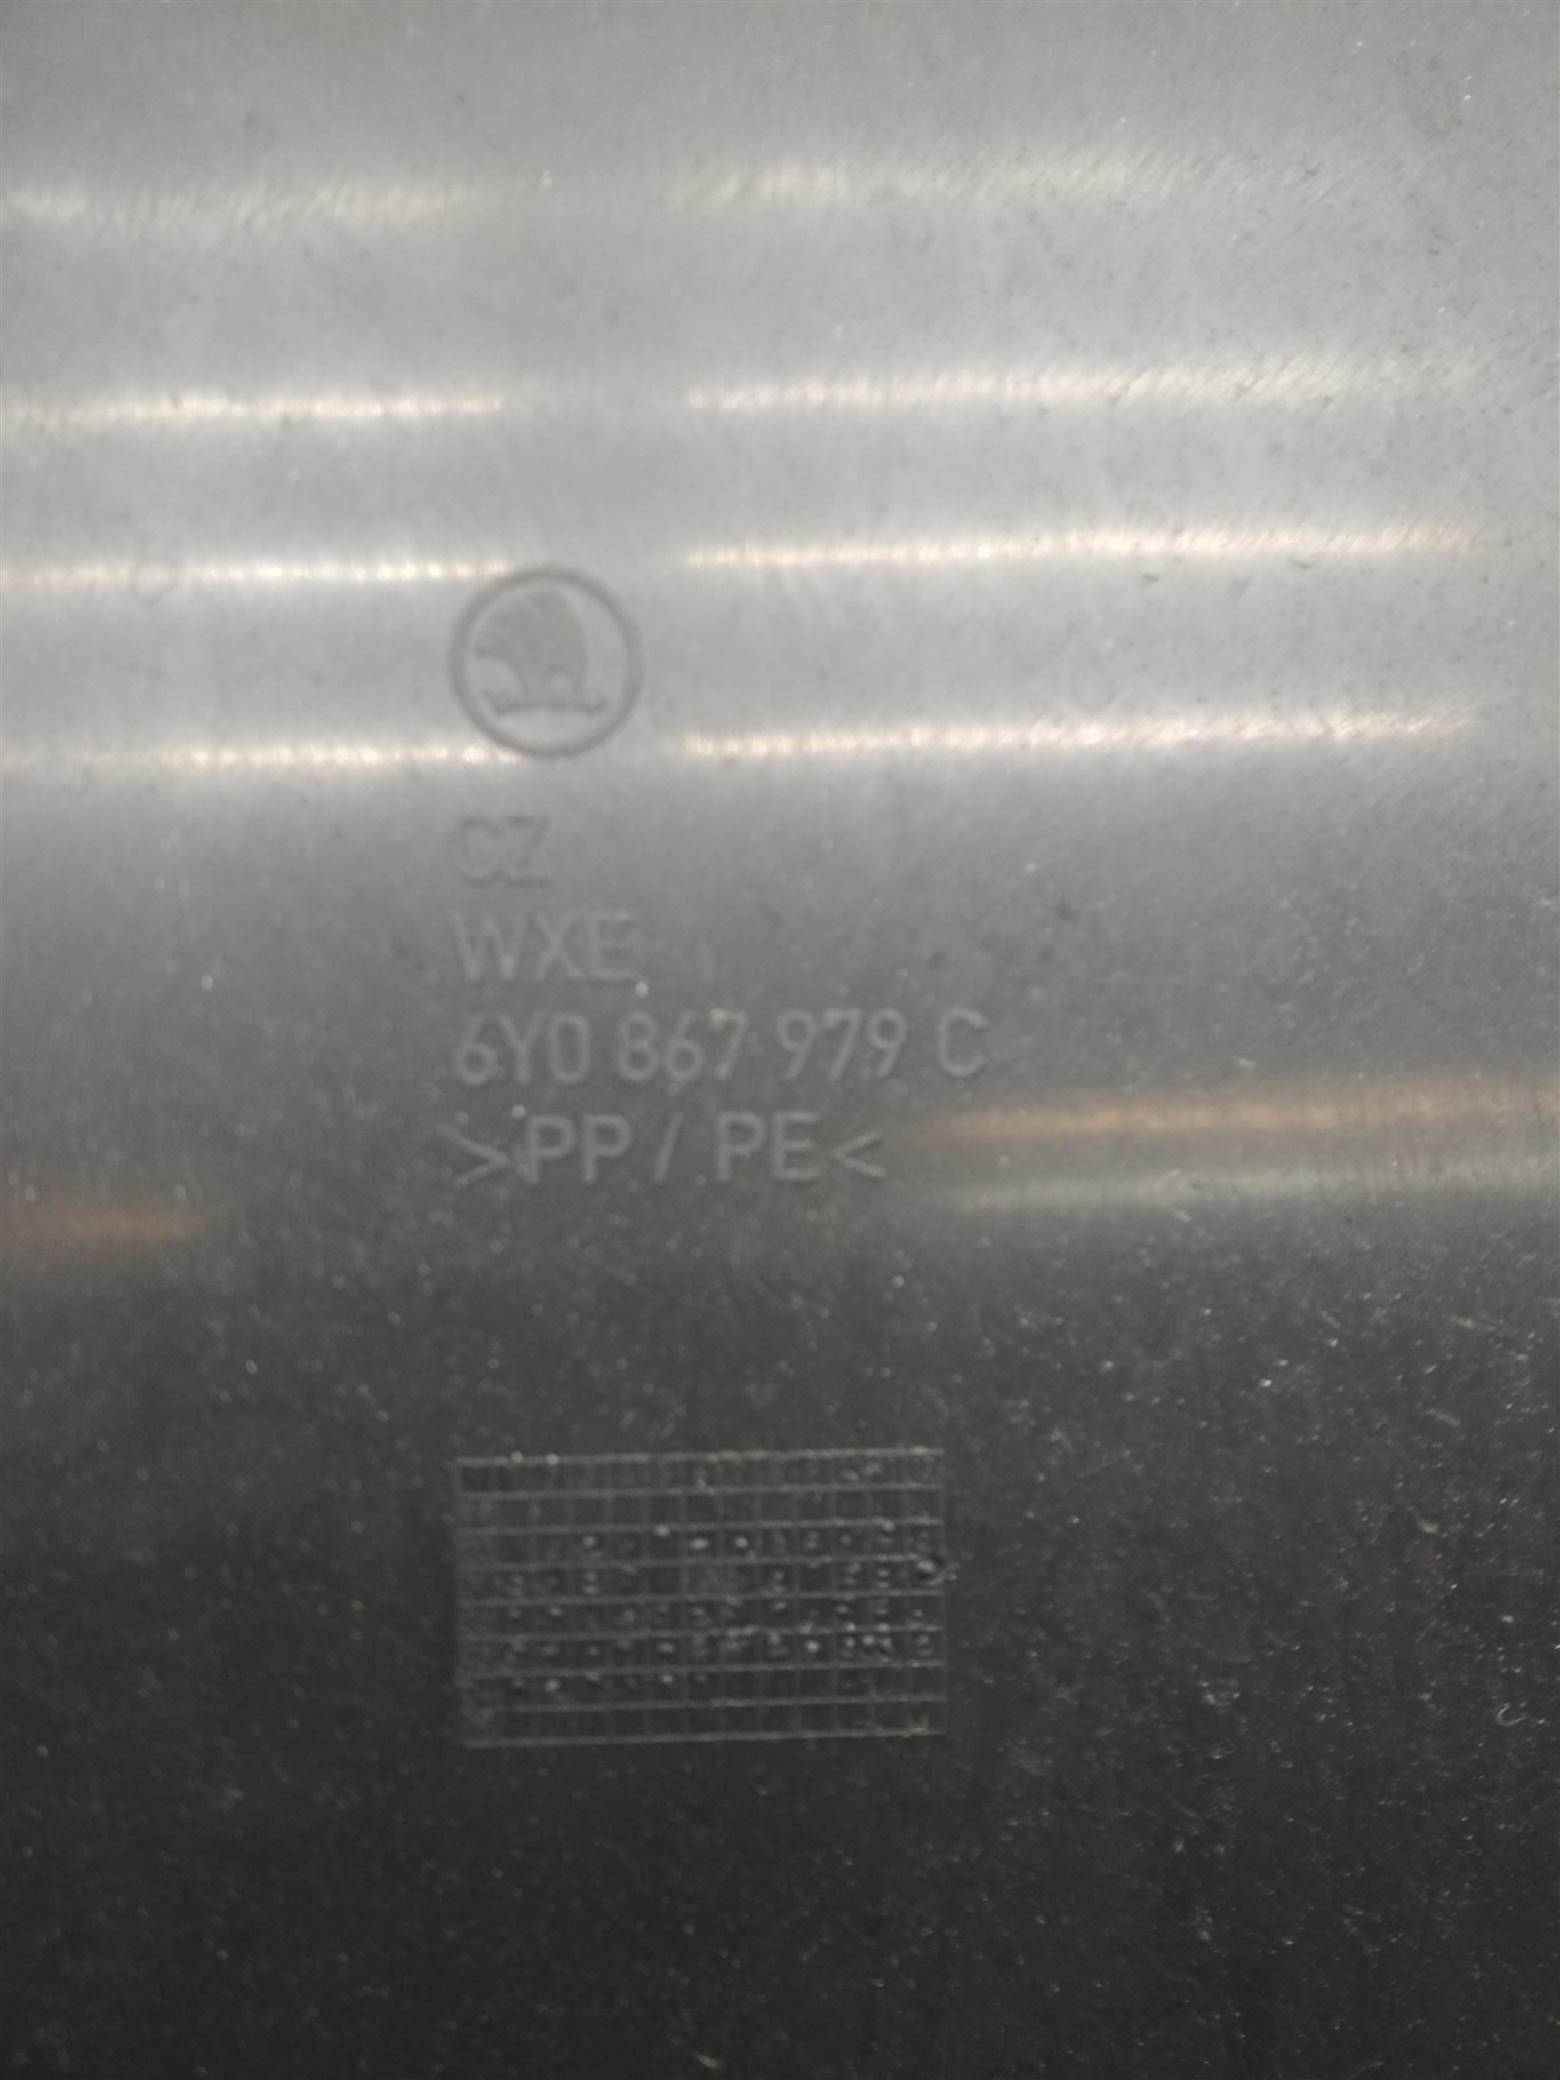 CZ
WXE
6Y0 867 979 C
>PP / PE<